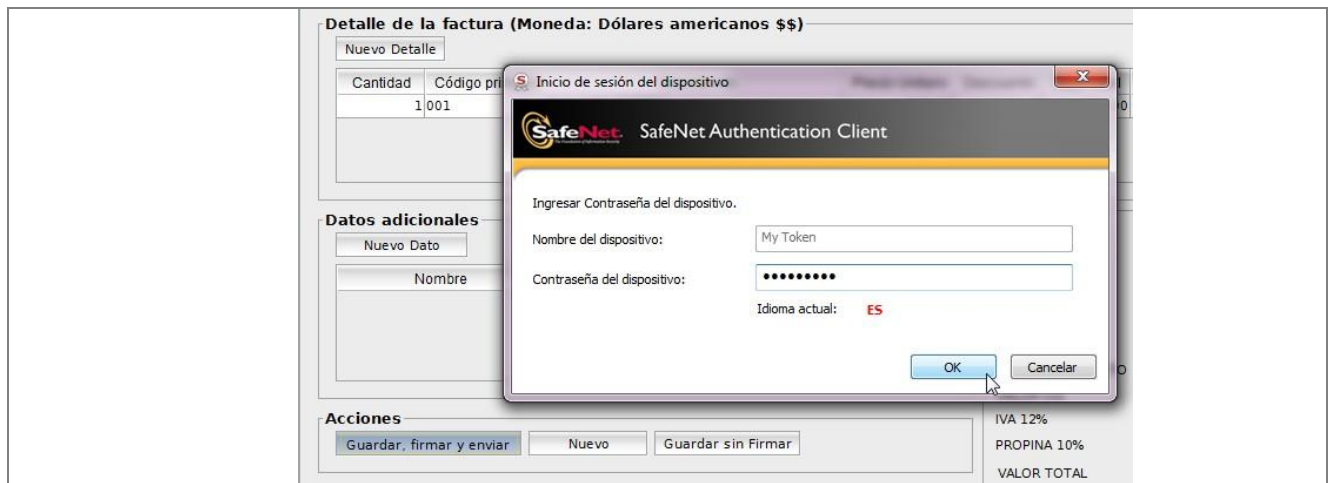 Detalle de la factura (Moneda: Dólares americanos $$)
Nuevo Detalle
Cantidad Código pri
1 001
Inicio de sesión del dispositivo
SafeNet. SafeNet Authentication Client
Ingresar Contraseña del dispositivo.
Nombre del dispositivo: My Token
Contraseña del dispositivo: •••••••••
Idioma actual: ES
OK Cancelar
Datos adicionales
Nuevo Dato
Nombre
Acciones
Guardar, firmar y enviar Nuevo Guardar sin Firmar
IVA 12%
PROPINA 10%
VALOR TOTAL